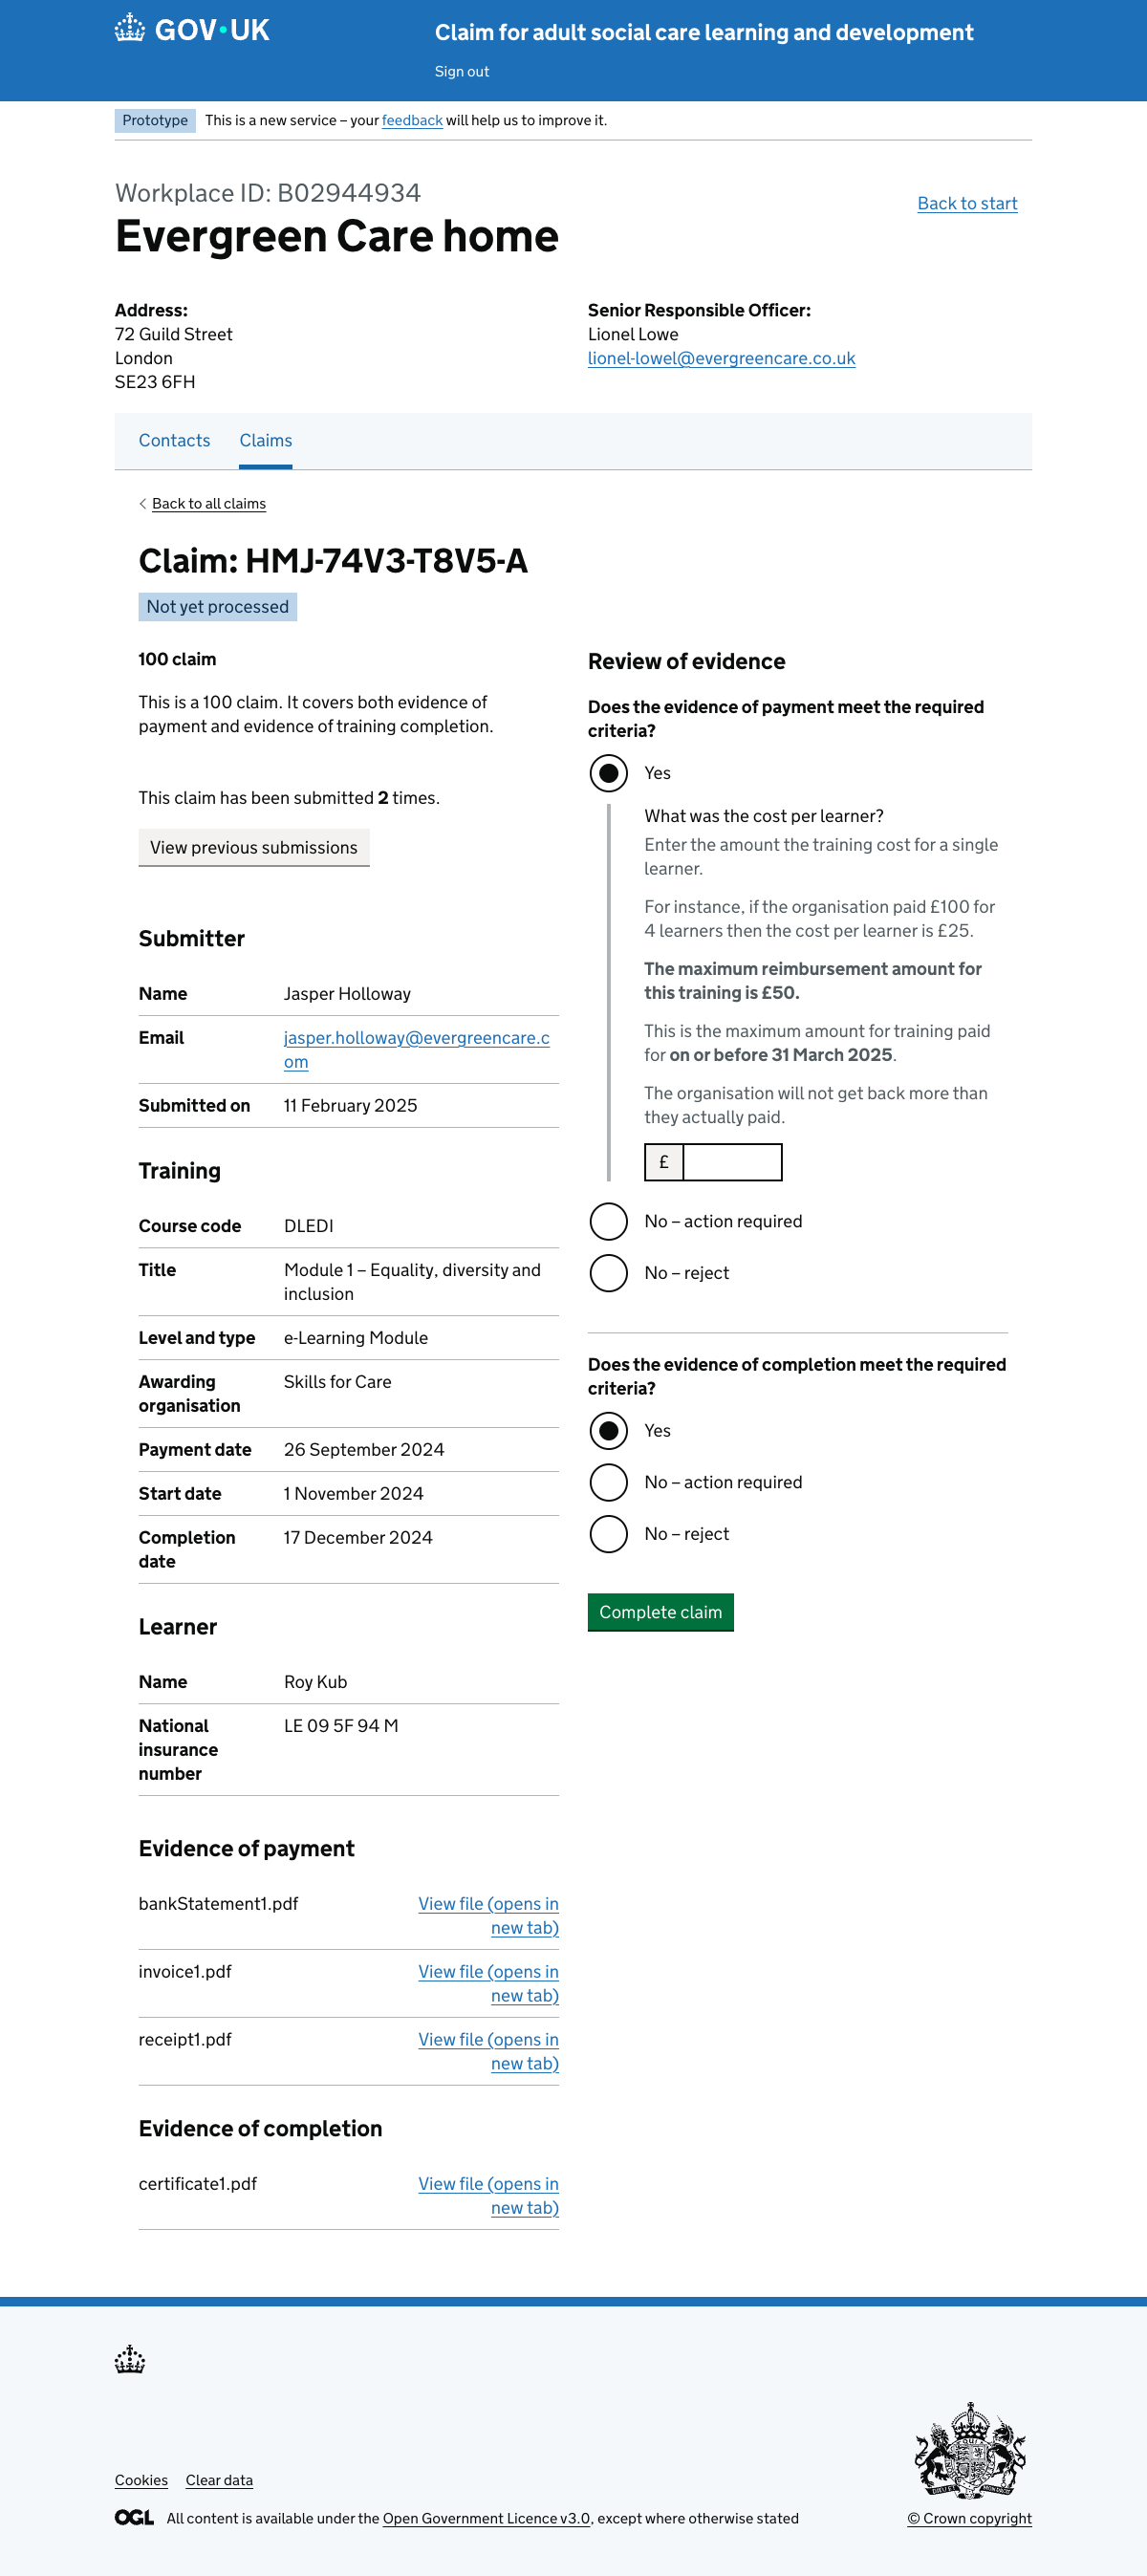 GOV·UK
Claim for adult social care learning and development
Sign out
Prototype This is a new service – your feedback will help us to improve it.
Workplace ID: B02944934
Evergreen Care home
Back to start
Address:
72 Guild Street
London
SE23 6FH
Senior Responsible Officer:
Lionel Lowe
lionel-lowel@evergreencare.co.uk
Contacts Claims
Back to all claims
Claim: HMJ-74V3-T8V5-A
Not yet processed
100 claim
This is a 100 claim. It covers both evidence of
payment and evidence of training completion.
This claim has been submitted 2 times.
View previous submissions
Submitter
Name Jasper Holloway
Email jasper.holloway@evergreencare.c
om
Submitted on 11 February 2025
Training
Course code DLEDI
Title Module 1 – Equality, diversity and
inclusion
Level and type e-Learning Module
Awarding Skills for Care
organisation
Payment date 26 September 2024
Start date 1 November 2024
Completion 17 December 2024
date
Learner
Name Roy Kub
National LE 09 5F 94 M
insurance
number
Evidence of payment
bankStatement1.pdf View file (opens in
new tab)
invoice1.pdf View file (opens in
new tab)
receipt1.pdf View file (opens in
new tab)
Evidence of completion
certificate1.pdf View file (opens in
new tab)
Review of evidence
Does the evidence of payment meet the required
criteria?
Yes
What was the cost per learner?
Enter the amount the training cost for a single
learner.
For instance, if the organisation paid £100 for
4 learners then the cost per learner is £25.
The maximum reimbursement amount for
this training is £50.
This is the maximum amount for training paid
for on or before 31 March 2025.
The organisation will not get back more than
they actually paid.
£
No – action required
No – reject
Does the evidence of completion meet the required
criteria?
Yes
No – action required
No – reject
Complete claim
Cookies Clear data
OGL All content is available under the Open Government Licence v3.0, except where otherwise stated
© Crown copyright